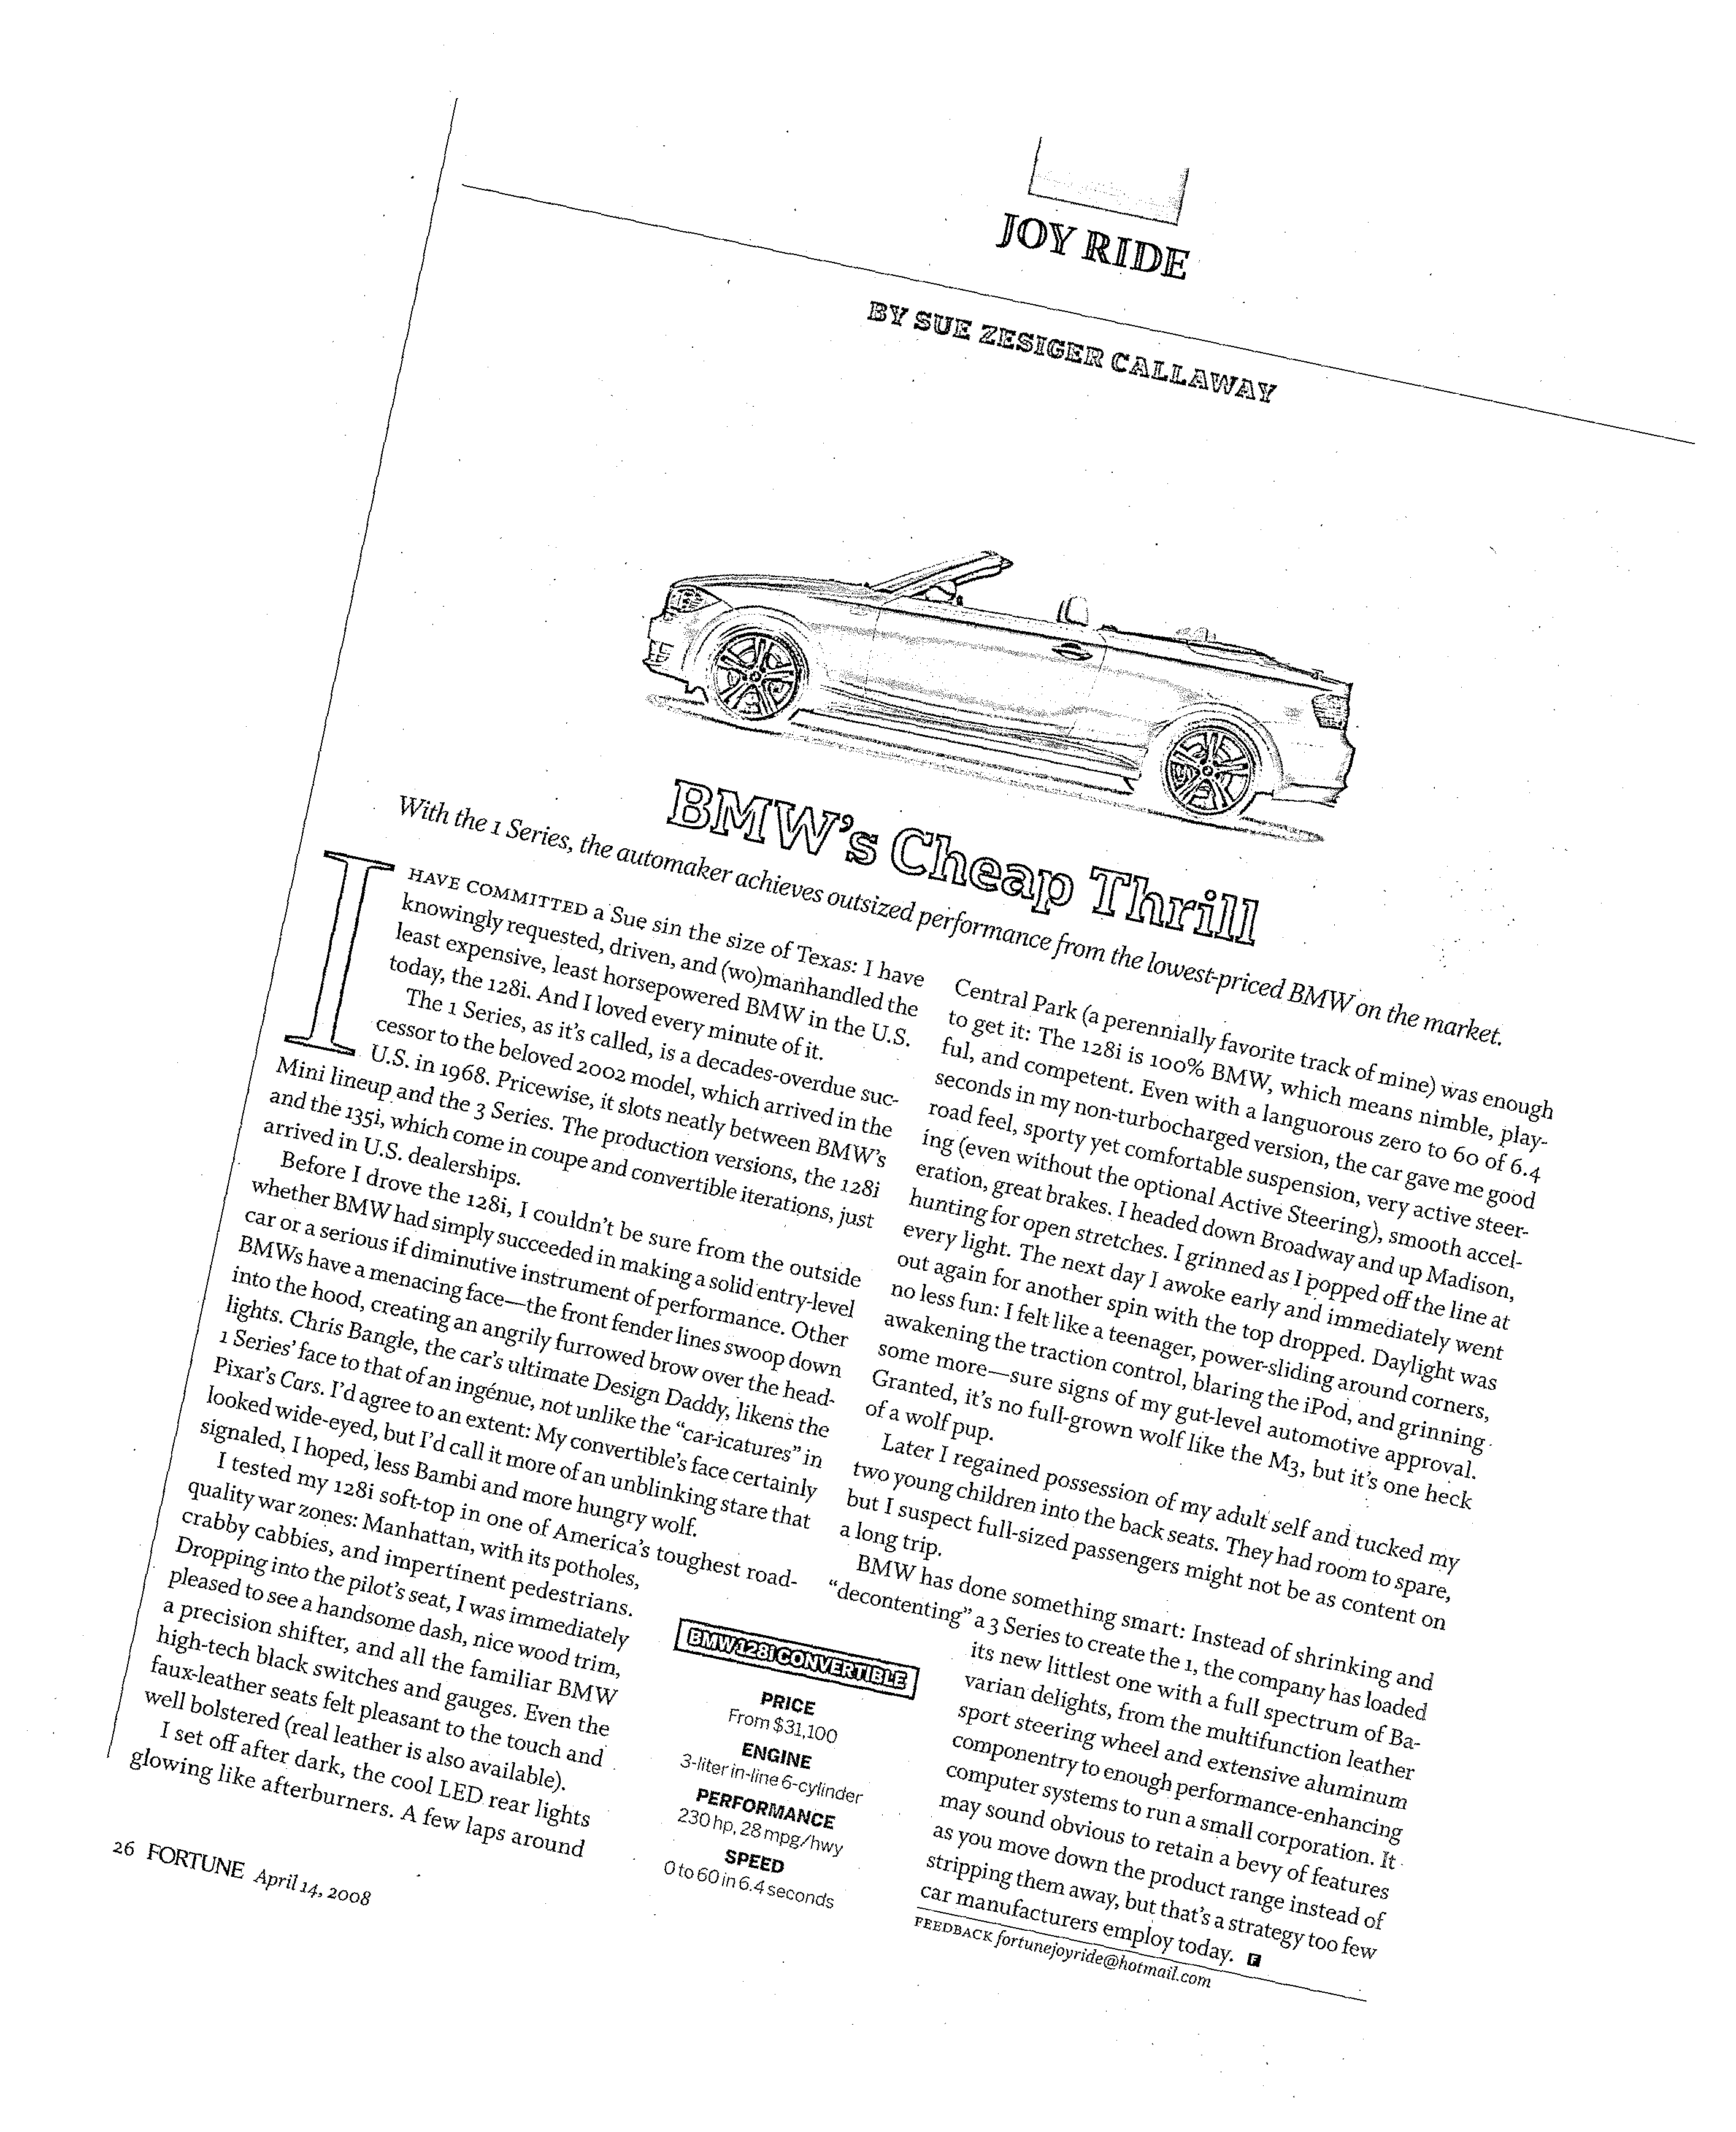 JOY RIDE
BY SUE ZESIGER CALLAWAY
BMW's Cheap Thrill
With the 1 Series, the automaker achieves outsized performance from the lowest-priced BMW on the market.
I HAVE COMMITTED a Sue sin the size of Texas: I have
knowingly requested, driven, and (wo)manhandled the
least expensive, least horsepowered BMW in the U.S.
today, the 128i. And I loved every minute of it.
The 1 Series, as it's called, is a decades-overdue suc-
cessor to the beloved 2002 model, which arrived in the
U.S. in 1968. Pricewise, it slots neatly between BMW's
Mini lineup and the 3 Series. The production versions, the 128i
and the 135i, which come in coupe and convertible iterations, just
arrived in U.S. dealerships.
Before I drove the 128i, I couldn't be sure from the outside
whether BMW had simply succeeded in making a solid entry-level
car or a serious if diminutive instrument of performance. Other
BMWs have a menacing face—the front fender lines swoop down
into the hood, creating an angrily furrowed brow over the head-
lights. Chris Bangle, the car's ultimate Design Daddy, likens the
1 Series' face to that of an ingénue, not unlike the "car-icatures" in
Pixar's Cars. I'd agree to an extent: My convertible's face certainly
looked wide-eyed, but I'd call it more of an unblinking stare that
signaled, I hoped, less Bambi and more hungry wolf.
I tested my 128i soft-top in one of America's toughest road-
quality war zones: Manhattan, with its potholes,
crabby cabbies, and impertinent pedestrians.
Dropping into the pilot's seat, I was immediately
pleased to see a handsome dash, nice wood trim,
a precision shifter, and all the familiar BMW
high-tech black switches and gauges. Even the
faux-leather seats felt pleasant to the touch and
well bolstered (real leather is also available).
I set off after dark, the cool LED rear lights
glowing like afterburners. A few laps around
Central Park (a perennially favorite track of mine) was enough
to get it: The 128i is 100% BMW, which means nimble, play-
ful, and competent. Even with a languorous zero to 60 of 6.4
seconds in my non-turbocharged version, the car gave me good
road feel, sporty yet comfortable suspension, very active steer-
ing (even without the optional Active Steering), smooth accel-
eration, great brakes. I headed down Broadway and up Madison,
hunting for open stretches. I grinned as I popped off the line at
every light. The next day I awoke early and immediately went
out again for another spin with the top dropped. Daylight was
no less fun: I felt like a teenager, power-sliding around corners,
awakening the traction control, blaring the iPod, and grinning
some more—sure signs of my gut-level automotive approval.
Granted, it's no full-grown wolf like the M3, but it's one heck
of a wolf pup.
Later I regained possession of my adult self and tucked my
two young children into the back seats. They had room to spare,
but I suspect full-sized passengers might not be as content on
a long trip.
BMW has done something smart: Instead of shrinking and
"decontenting" a 3 Series to create the 1, the company has loaded
its new littlest one with a full spectrum of Ba-
varian delights, from the multifunction leather
sport steering wheel and extensive aluminum
componentry to enough performance-enhancing
computer systems to run a small corporation. It
may sound obvious to retain a bevy of features
as you move down the product range instead of
stripping them away, but that's a strategy too few
car manufacturers employ today. F
FEEDBACK fortunejoyride@hotmail.com
BMW 128i CONVERTIBLE
PRICE
From $31,100
ENGINE
3-liter in-line 6-cylinder
PERFORMANCE
230 hp, 28 mpg/hwy
SPEED
0 to 60 in 6.4 seconds
26 FORTUNE April 14, 2008